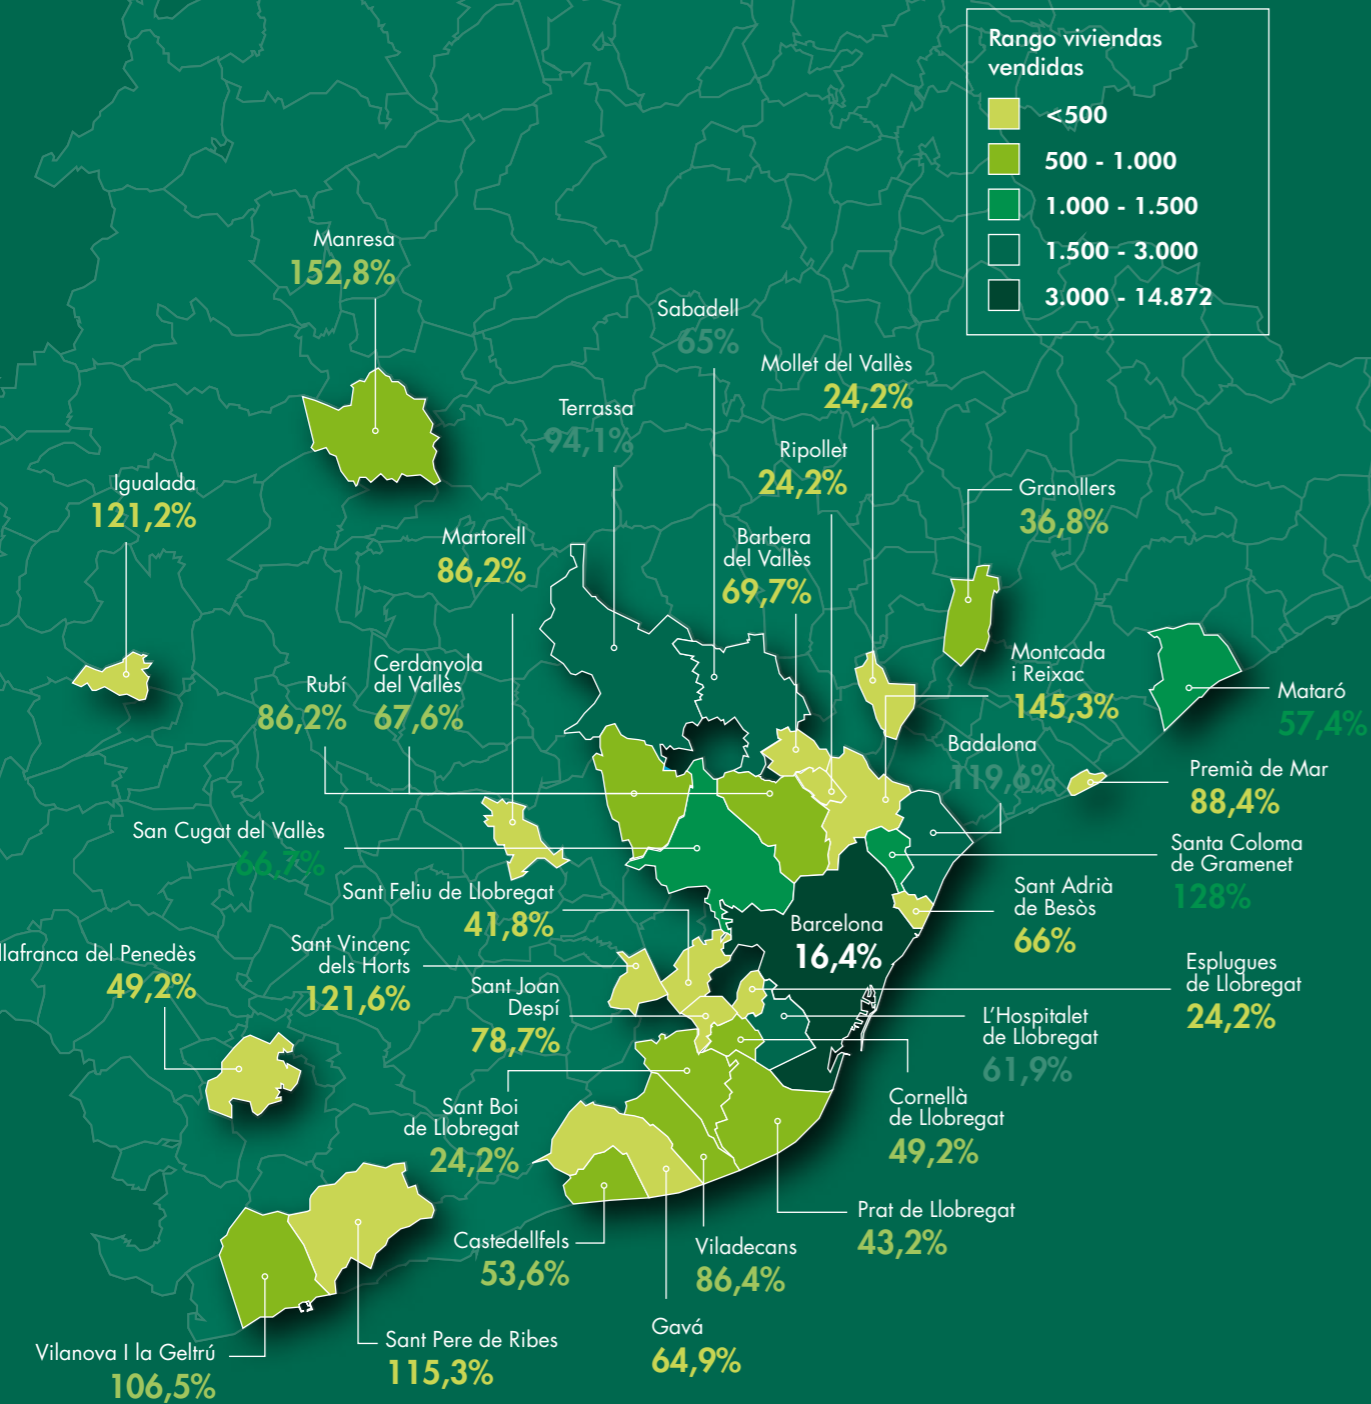 Rango viviendas
vendidas
<500
500 - 1.000
1.000 - 1.500
1.500 - 3.000
3.000 - 14.872
Manresa
152,8%
Sabadell
65%
Mollet del Vallès
24,2%
Terrassa
94,1%
Ripollet
24,2%
Igualada
121,2%
Granollers
36,8%
Martorell
86,2%
Barbera
del Vallès
69,7%
Montcada
i Reixac
145,3%
Cerdanyola
del Vallès
67,6%
Rubí
86,2%
Mataró
57,4%
Badalona
119,6%
Premià de Mar
88,4%
San Cugat del Vallès
66,7%
Santa Coloma
de Gramenet
128%
Sant Feliu de Llobregat
41,8%
Sant Adrià
de Besòs
66%
Barcelona
16,4%
llafranca del Penedès
49,2%
Sant Vincenç
dels Horts
121,6%
Sant Joan
Despí
78,7%
Esplugues
de Llobregat
24,2%
L'Hospitalet
de Llobregat
61,9%
Cornellà
de Llobregat
49,2%
Sant Boi
de Llobregat
24,2%
Prat de Llobregat
43,2%
Castedellfels
53,6%
Viladecans
86,4%
Gavá
64,9%
Sant Pere de Ribes
115,3%
Vilanova I la Geltrú
106,5%